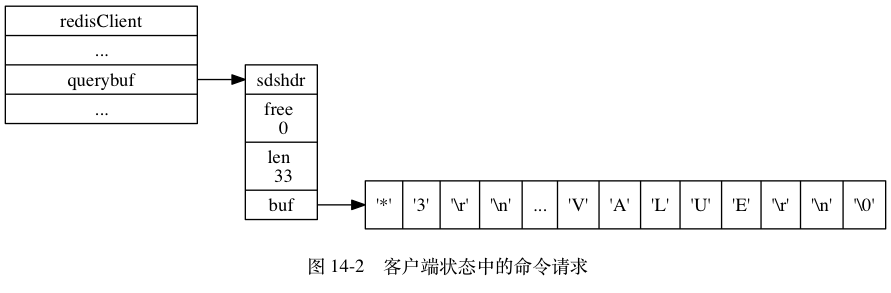 redisClient
...
querybuf
...
sdshdr
free
0
len
33
buf
'*' '3' '\r' '\n' ... 'V' 'A' 'L' 'U' 'E' '\r' '\n' '\0'
图 14-2 客户端状态中的命令请求